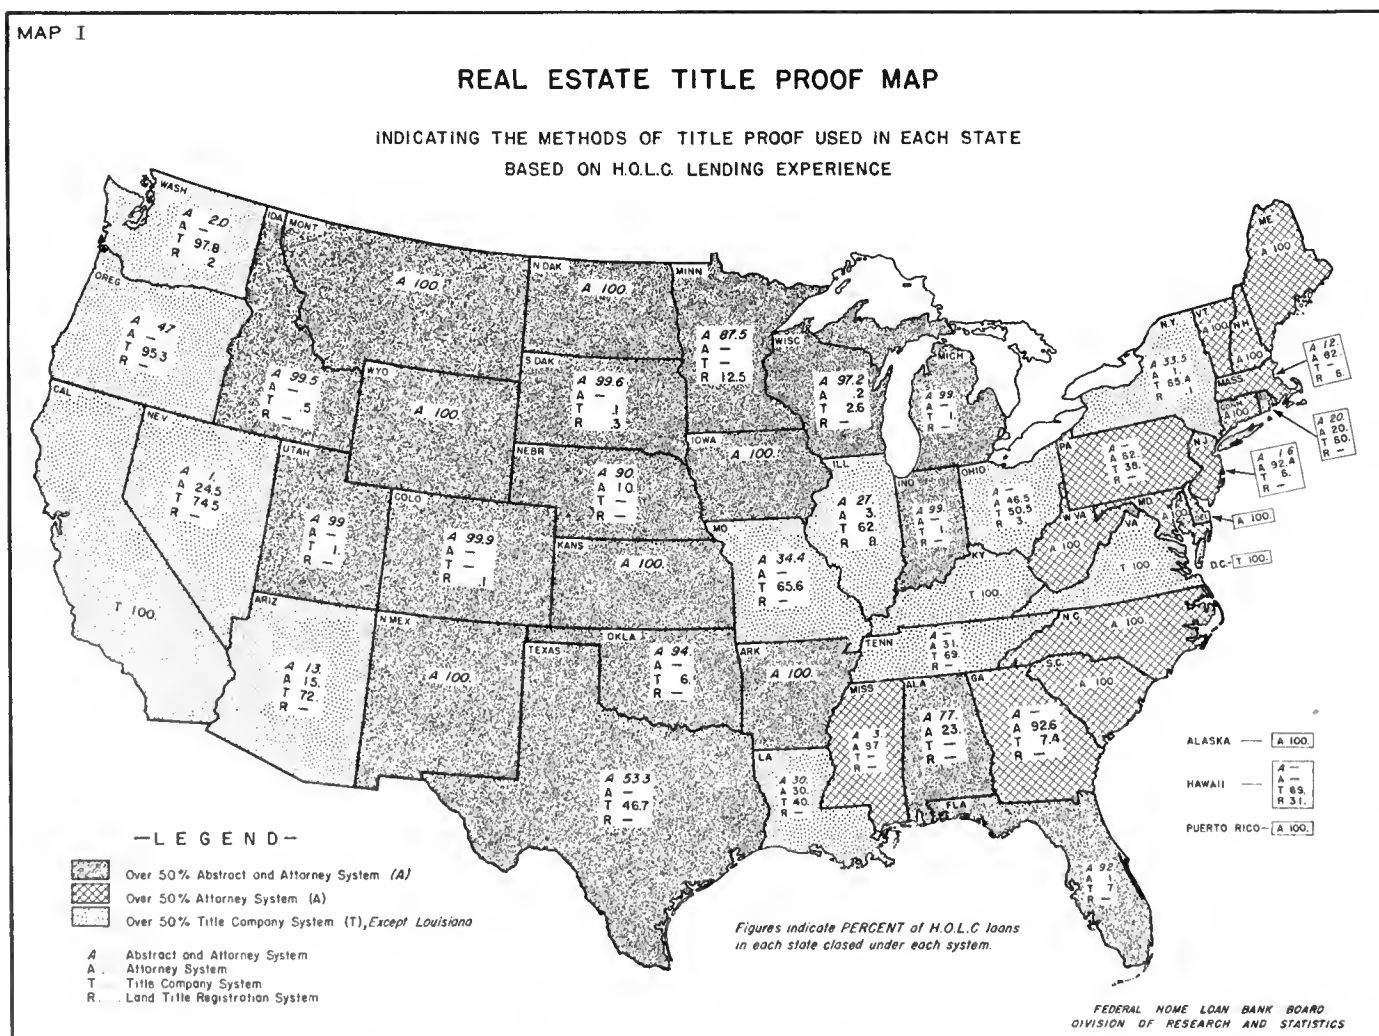 MAP I
REAL ESTATE TITLE PROOF MAP
INDICATING THE METHODS OF TITLE PROOF USED IN EACH STATE
BASED ON H.O.L.C. LENDING EXPERIENCE
WASH
A 2.0
A —
T 97.8
R 2
OREG
A 47
A —
T 95.3
R —
CAL
T 100.
NEV
A 1.
A 24.5
T 74.5
R —
IDA
A 99.5
A —
T .5
R —
MONT
A 100.
WYO
A 100.
UTAH
A 99
A —
T 1.
R —
COLO
A 99.9
A —
T —
R .1
ARIZ
A 13
A 15.
T 72
R —
N MEX
A 100.
N DAK
A 100.
S DAK
A 99.6
A —
T .1
R .3
NEBR
A 90
A 10.
T —
R —
KANS
A 100.
OKLA
A 94.
A —
T 6.
R —
TEXAS
A 53.3
A —
T 46.7
R —
MINN
A 87.5
A —
T —
R 12.5
IOWA
A 100.
MO
A 34.4
A —
T 65.6
R —
ARK
A 100.
LA
A 30.
A 30.
T 40.
R —
WISC
A 97.2
A .2
T 2.6
R —
ILL
A 27.
A 3.
T 62.
R 8.
MICH
A 99.
A —
T 1.
R —
IND
A 99.
A —
T 1.
R —
OHIO
A —
A 46.5
T 50.5
R 3.
KY
T 100.
TENN
A —
A 31.
T 69.
R —
MISS
A 3.
A 97
T —
R —
ALA
A 77.
A 23.
T —
R —
GA
A —
A 92.6
T 7.4
R —
FLA
A 92
A 1.
T 7
R —
S.C.
A 100
N C
A 100.
VA
T 100.
W VA
A 100
MD
PA
A —
A 62.
T 38.
R —
N.Y.
A 33.5
A 1.
T 65.4
R .1
N J
A 1.6
A 92.4
T 6.
R —
VT
A 100
N H
A 100
ME
A 100
MASS
A 12.
A 82.
T —
R 6.
CONN
A 100
A 20.
A 20.
T 60.
R —
A 100.
D.C. T 100.
ALASKA — A 100.
HAWAII —
A —
A —
T 69.
R 31.
PUERTO RICO — A 100.
—LEGEND—
Over 50% Abstract and Attorney System (A)
Over 50% Attorney System (A)
Over 50% Title Company System (T), Except Louisiana
A Abstract and Attorney System
A. Attorney System
T Title Company System
R. Land Title Registration System
Figures indicate PERCENT of H.O.L.C loans
in each state closed under each system.
FEDERAL HOME LOAN BANK BOARD
DIVISION OF RESEARCH AND STATISTICS